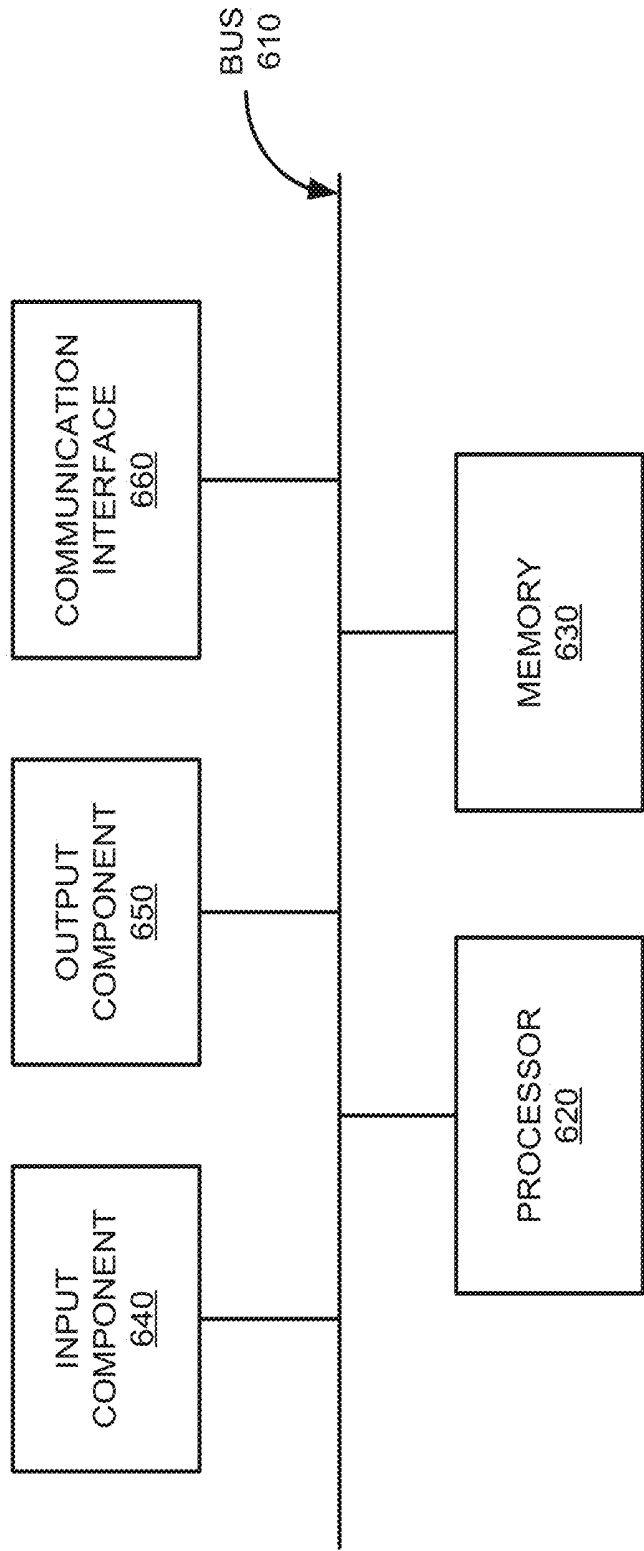 INPUT
COMPONENT
640
OUTPUT
COMPONENT
650
COMMUNICATION
INTERFACE
660
BUS
610
PROCESSOR
620
MEMORY
630